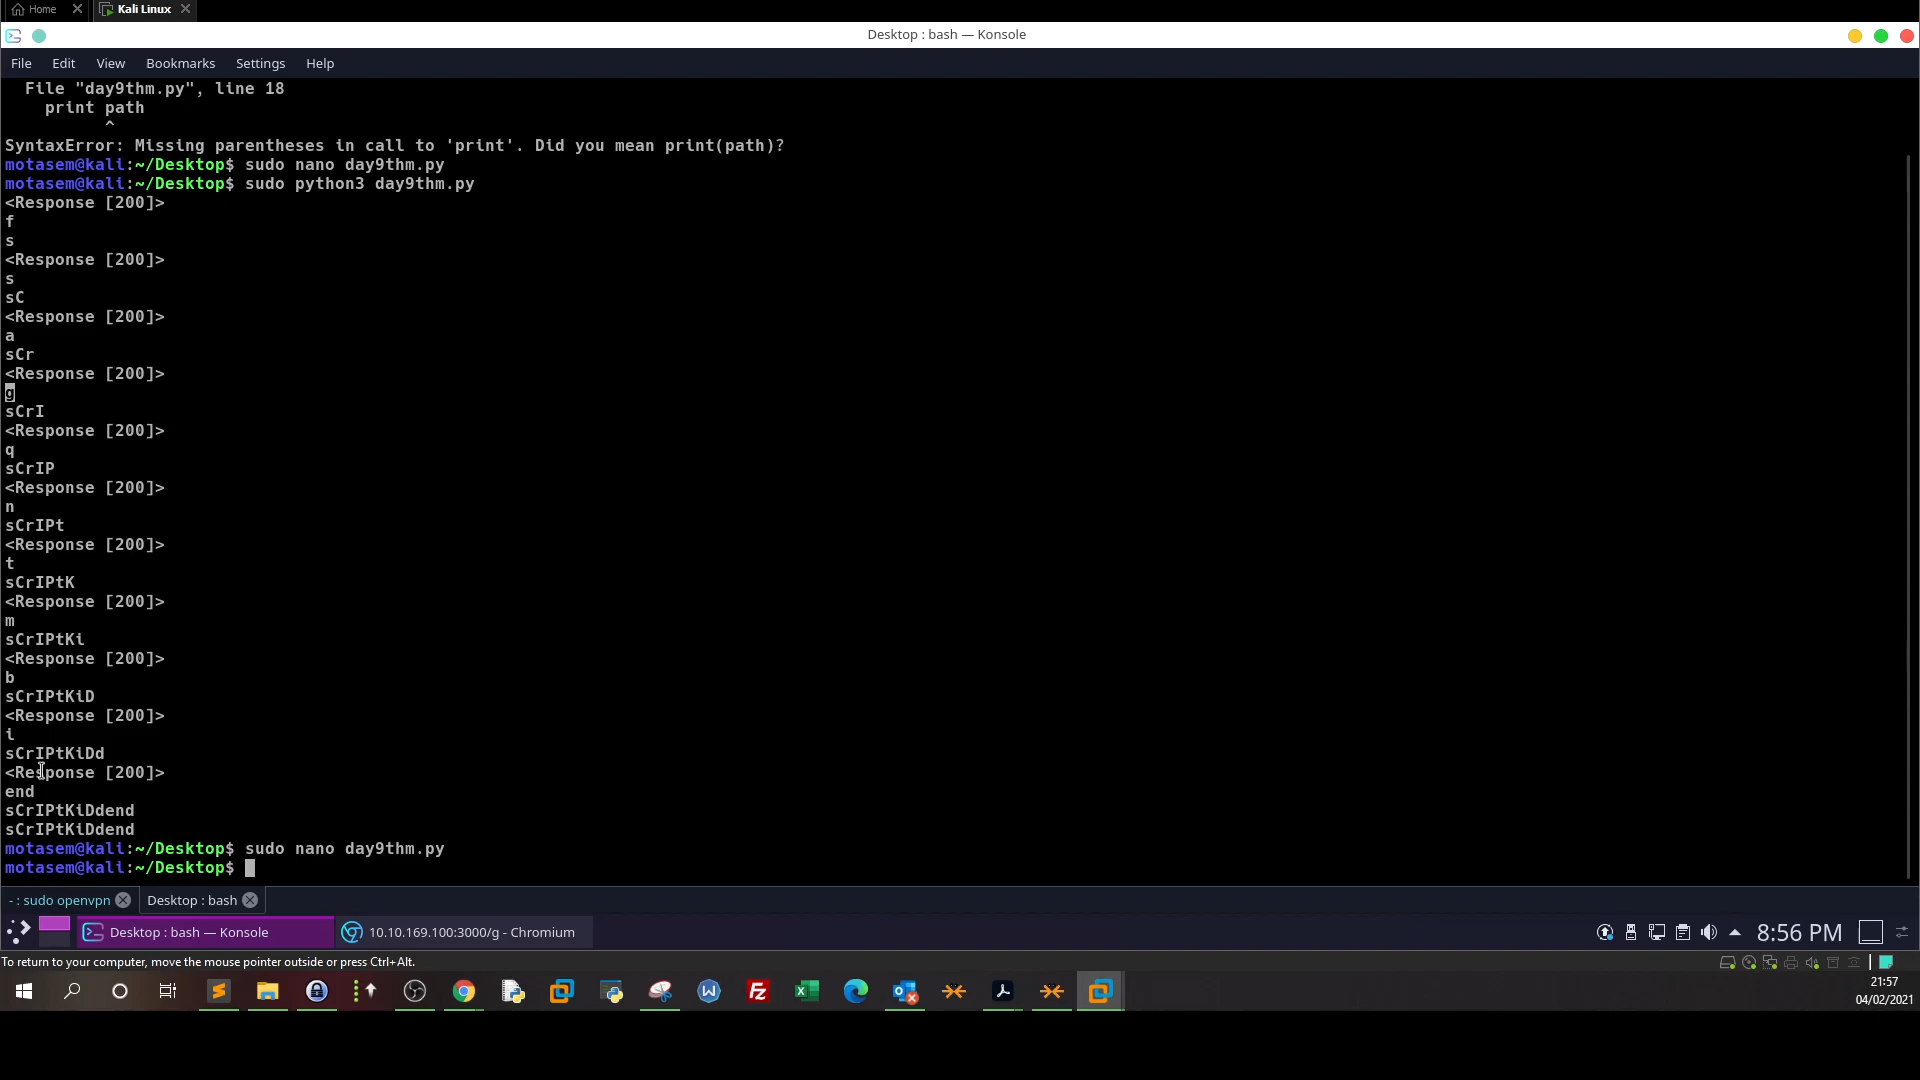 Home
Kali Linux
Desktop : bash — Konsole
File Edit View Bookmarks Settings Help
File "day9thm.py", line 18
print path
^
SyntaxError: Missing parentheses in call to 'print'. Did you mean print(path)?
motasem@kali:~/Desktop$ sudo nano day9thm.py
motasem@kali:~/Desktop$ sudo python3 day9thm.py
<Response [200]>
f
s
<Response [200]>
s
sC
<Response [200]>
a
sCr
<Response [200]>
g
sCrI
<Response [200]>
q
sCrIP
<Response [200]>
n
sCrIPt
<Response [200]>
t
sCrIPtK
<Response [200]>
m
sCrIPtKi
<Response [200]>
b
sCrIPtKiD
<Response [200]>
i
sCrIPtKiDd
<Response [200]>
end
sCrIPtKiDdend
sCrIPtKiDdend
motasem@kali:~/Desktop$ sudo nano day9thm.py
motasem@kali:~/Desktop$
- : sudo openvpn
Desktop : bash
Desktop : bash — Konsole
10.10.169.100:3000/g - Chromium
8:56 PM
To return to your computer, move the mouse pointer outside or press Ctrl+Alt.
21:57
04/02/2021